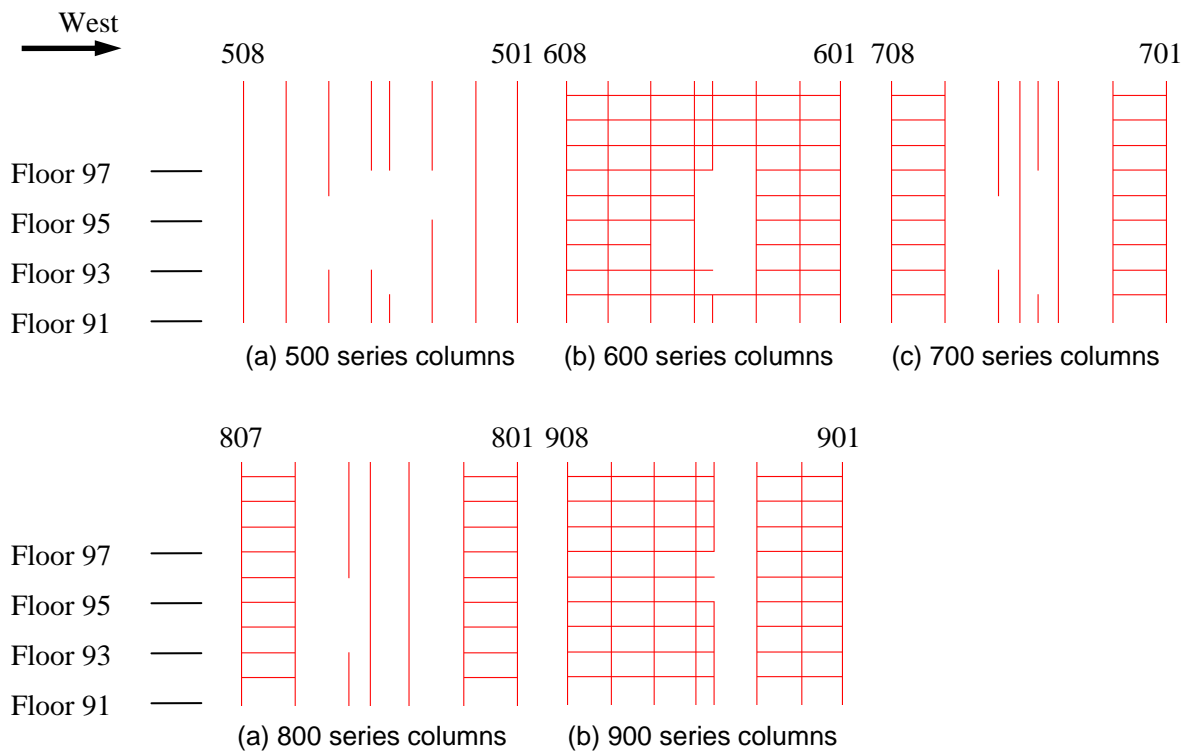 West
508 501 608 601 708 701
Floor 97
Floor 95
Floor 93
Floor 91
(a) 500 series columns (b) 600 series columns (c) 700 series columns
807 801 908 901
Floor 97
Floor 95
Floor 93
Floor 91
(a) 800 series columns (b) 900 series columns